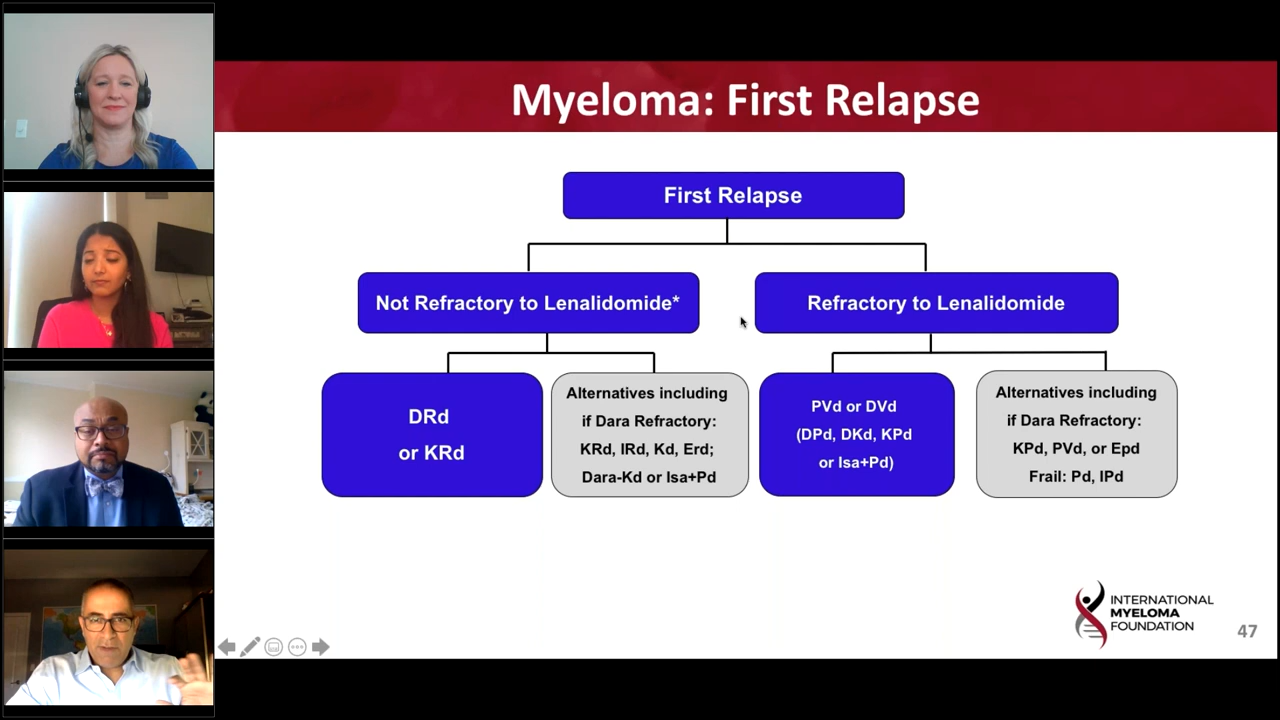 Myeloma: First Relapse
First Relapse
Not Refractory to Lenalidomide*
Refractory to Lenalidomide
DRd
or KRd
Alternatives including
if Dara Refractory:
KRd, IRd, Kd, Erd;
Dara-Kd or Isa+Pd
PVd or DVd
(DPd, DKd, KPd
or Isa+Pd)
Alternatives including
if Dara Refractory:
KPd, PVd, or Epd
Frail: Pd, IPd
INTERNATIONAL
MYELOMA
FOUNDATION
47